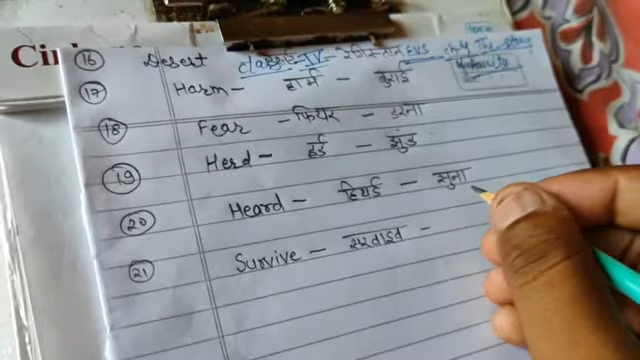 16 Desert - रेगिस्तान
Class - IV EVS
17 Harm - हार्म - बुराई
18 Fear - फियर - डरना
19 Herd - हर्ड - झुंड
20 Heard - हियर्ड - सुना
21 Survive - सरवाइव -